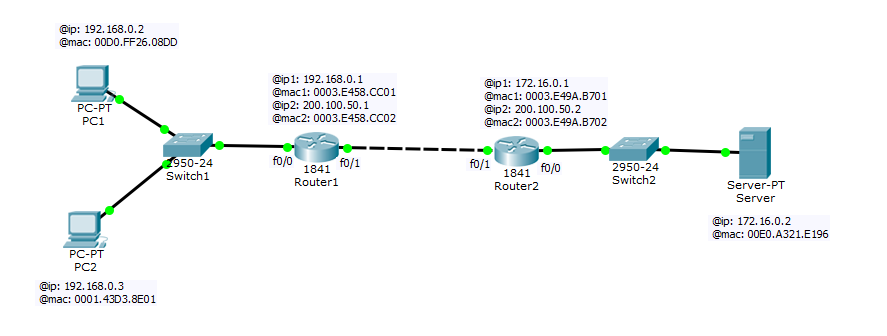 @ip: 192.168.0.2
@mac: 00D0.FF26.08DD
PC-PT
PC1
@ip1: 192.168.0.1
@mac1: 0003.E458.CC01
@ip2: 200.100.50.1
@mac2: 0003.E458.CC02
@ip1: 172.16.0.1
@mac1: 0003.E49A.B701
@ip2: 200.100.50.2
@mac2: 0003.E49A.B702
2950-24
Switch1
f0/0
f0/1
1841
Router1
f0/1
f0/0
1841
Router2
2950-24
Switch2
Server-PT
Server
@ip: 172.16.0.2
@mac: 00E0.A321.E196
PC-PT
PC2
@ip: 192.168.0.3
@mac: 0001.43D3.8E01